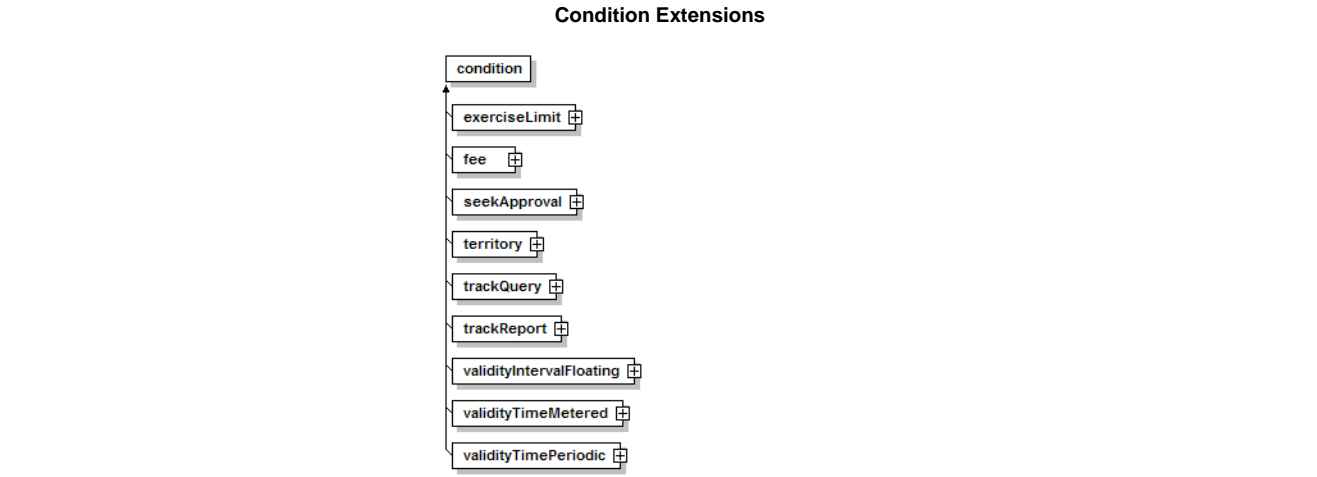 Condition Extensions
condition
exerciseLimit
fee
seekApproval
territory
trackQuery
trackReport
validityIntervalFloating
validityTimeMetered
validityTimePeriodic